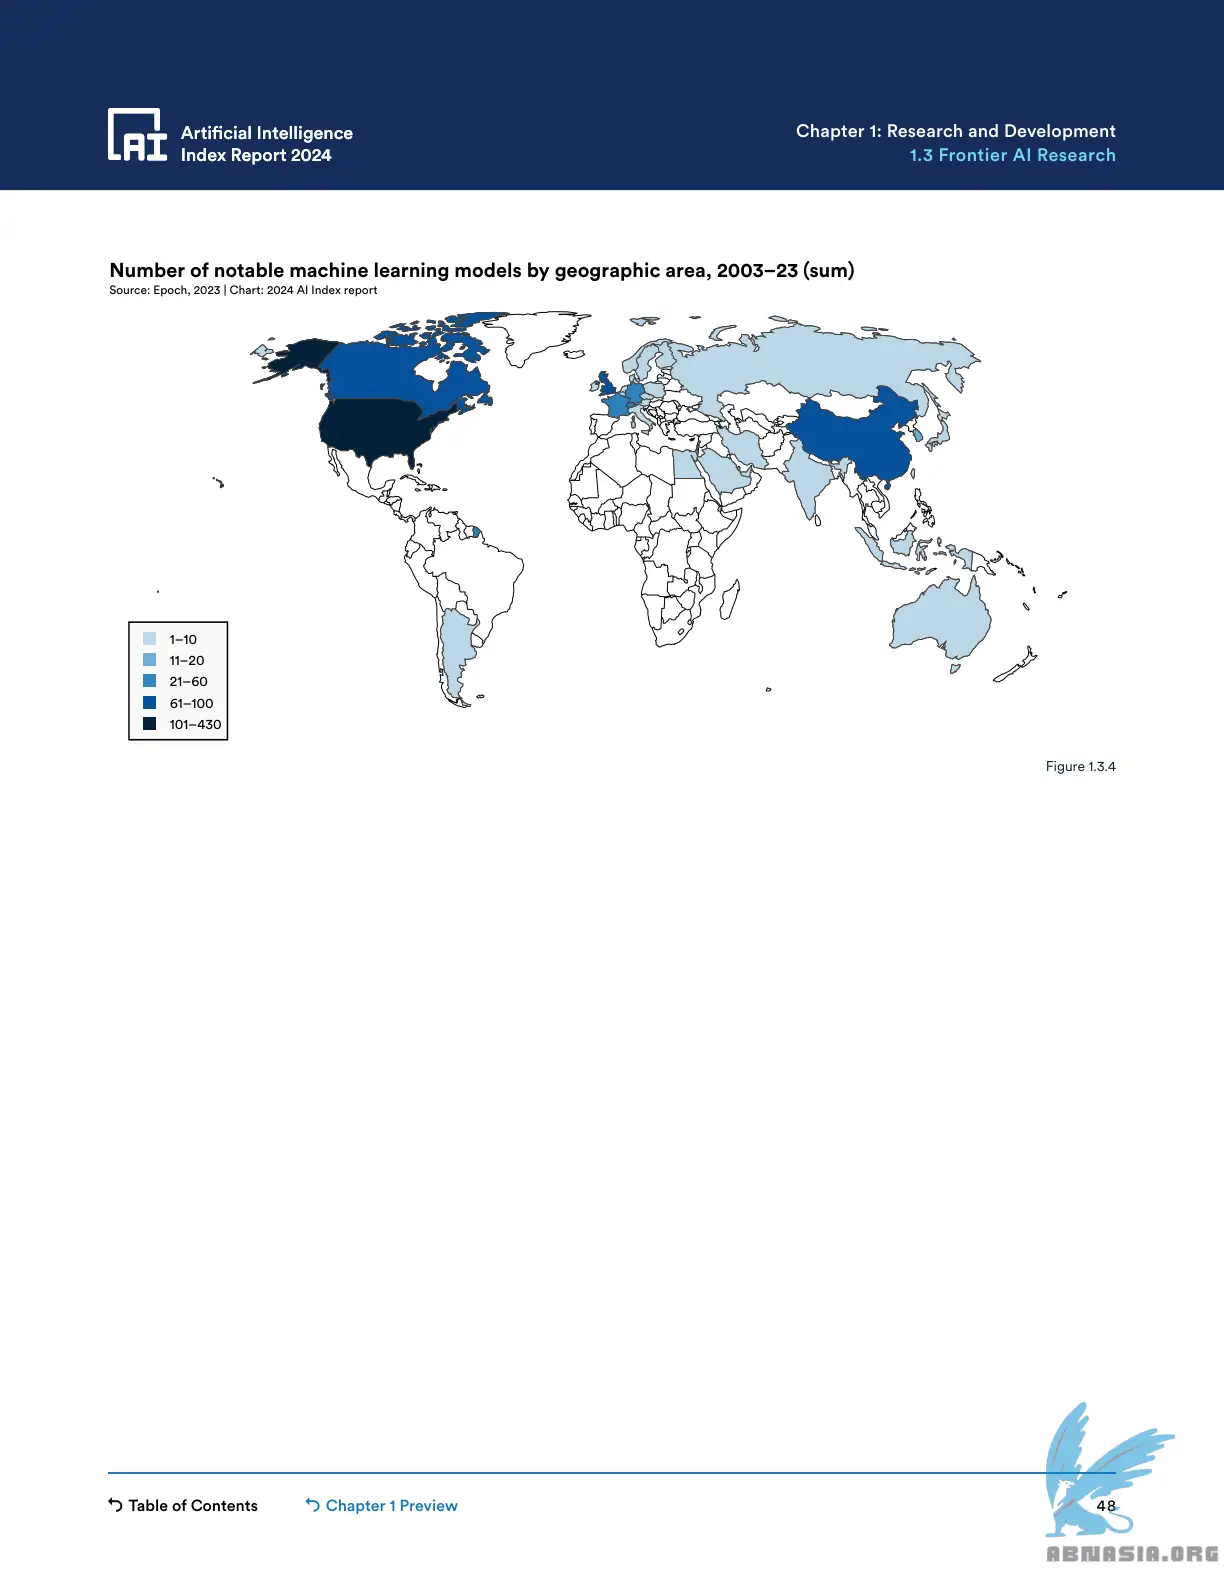 Artificial Intelligence
Index Report 2024
Chapter 1: Research and Development
1.3 Frontier AI Research
Number of notable machine learning models by geographic area, 2003–23 (sum)
Source: Epoch, 2023 | Chart: 2024 AI Index report
1–10
11–20
21–60
61–100
101–430
Figure 1.3.4
Table of Contents
Chapter 1 Preview
48
ABNASIA.ORG